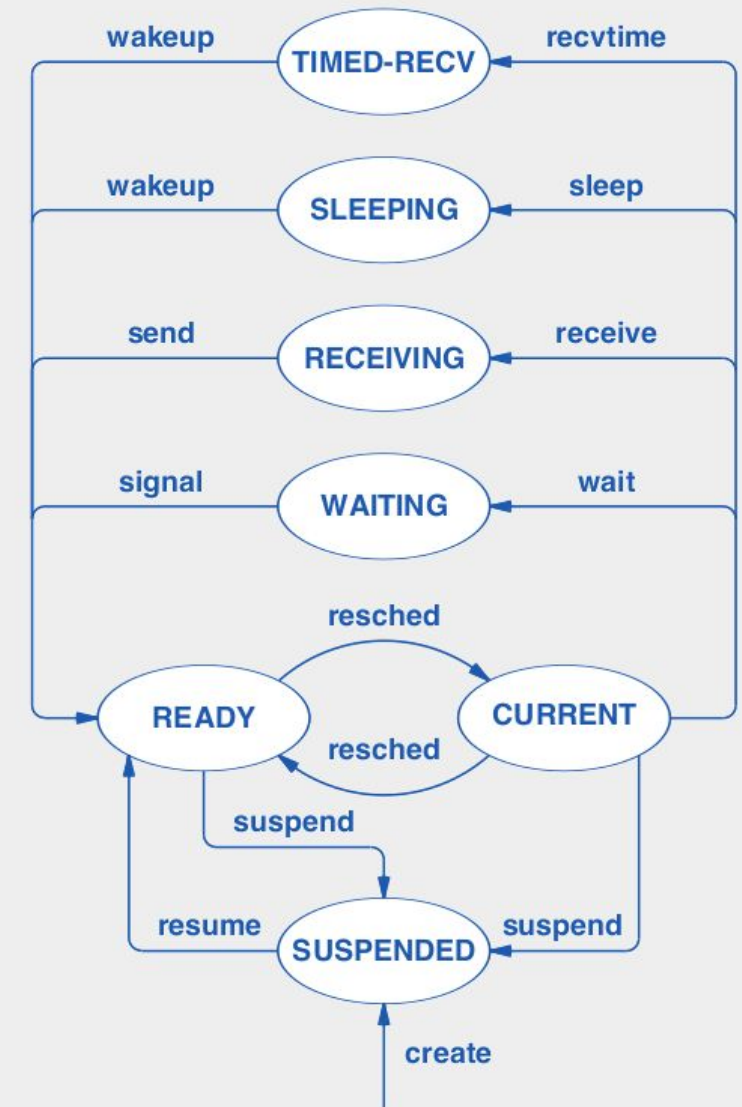 wakeup
TIMED-RECV
recvtime
wakeup
SLEEPING
sleep
send
RECEIVING
receive
signal
WAITING
wait
resched
READY
CURRENT
resched
suspend
resume
SUSPENDED
suspend
create